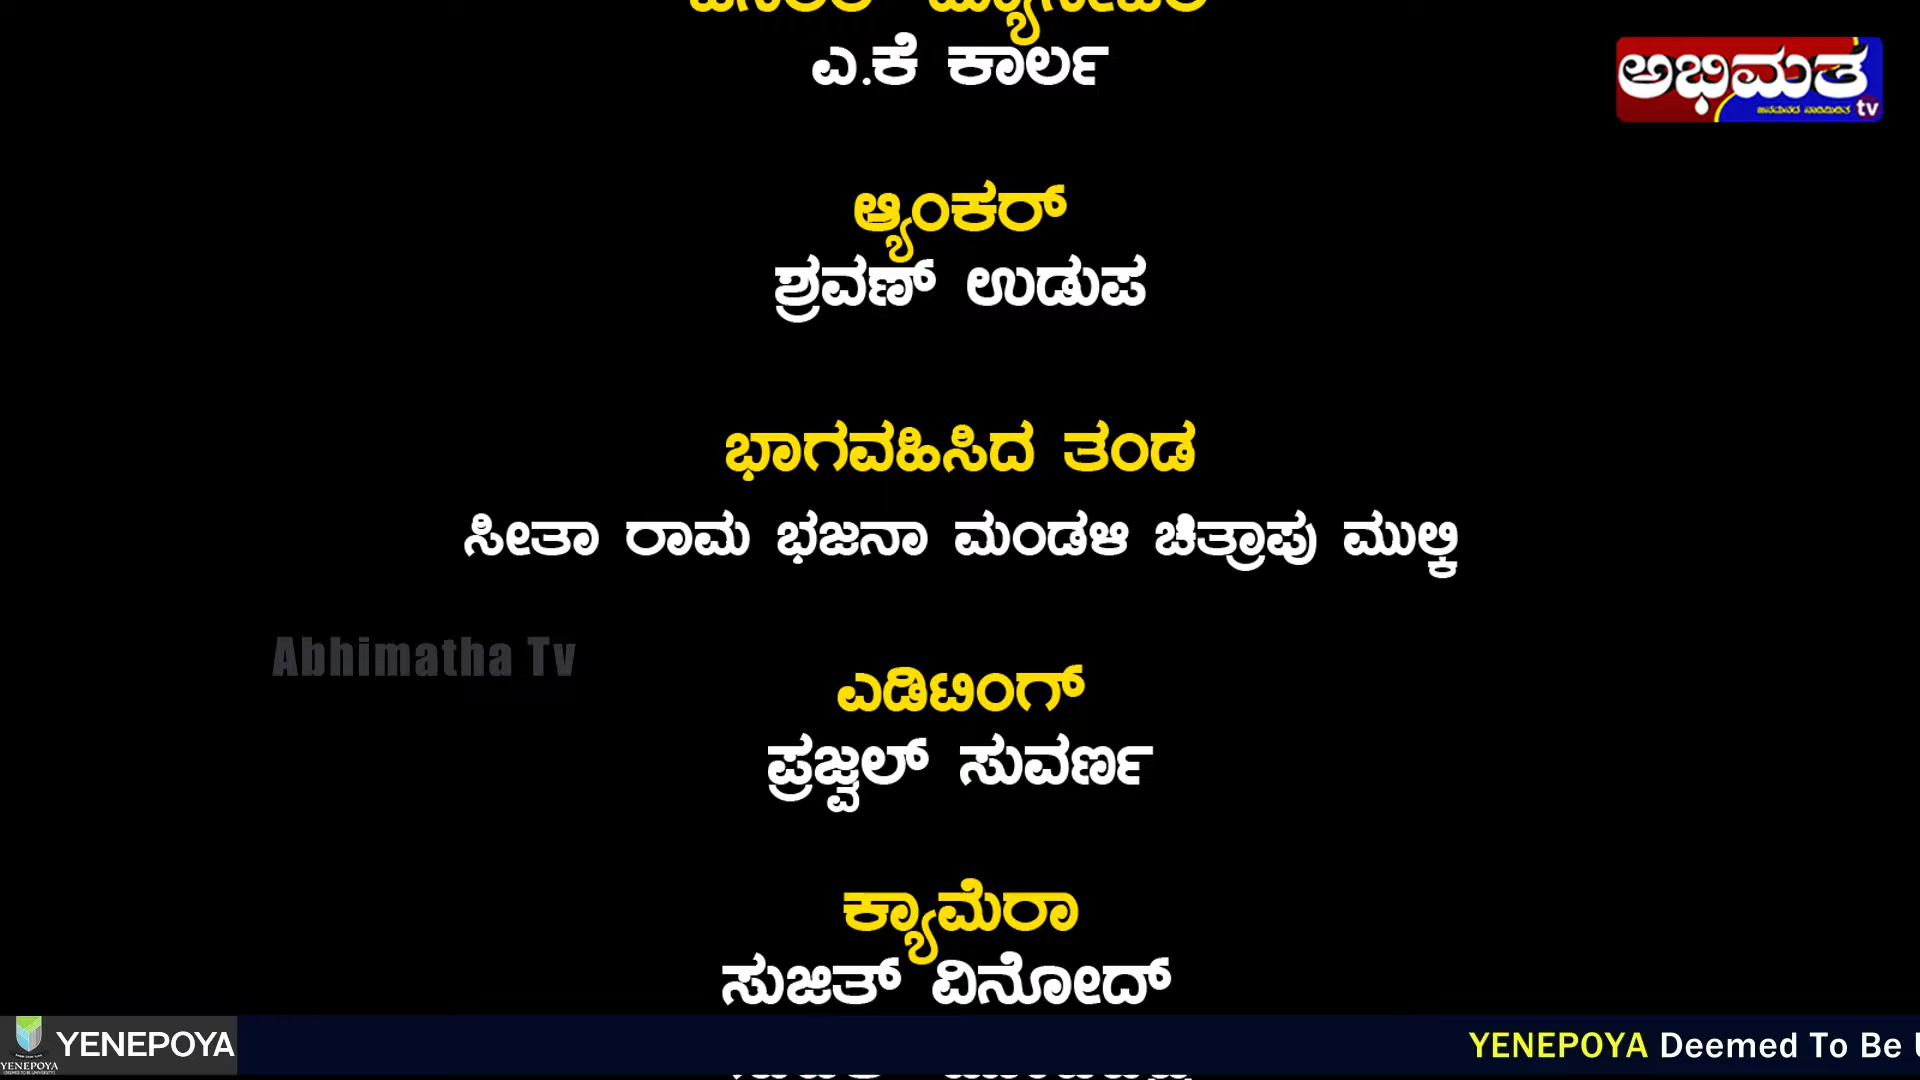 ಎ.ಕೆ ಕಾರ್ಲ
ಅಭಿಮತ
tv
ಆ್ಯಂಕರ್
ಶ್ರವಣ್ ಉಡುಪ
ಭಾಗವಹಿಸಿದ ತಂಡ
ಸೀತಾ ರಾಮ ಭಜನಾ ಮಂಡಳಿ ಚಿತ್ರಾಪು ಮುಲ್ಕಿ
Abhimatha Tv
ಎಡಿಟಿಂಗ್
ಪ್ರಜ್ವಲ್ ಸುವರ್ಣ
ಕ್ಯಾಮೆರಾ
ಸುಜಿತ್ ವಿನೋದ್
YENEPOYA
YENEPOYA
YENEPOYA Deemed To Be